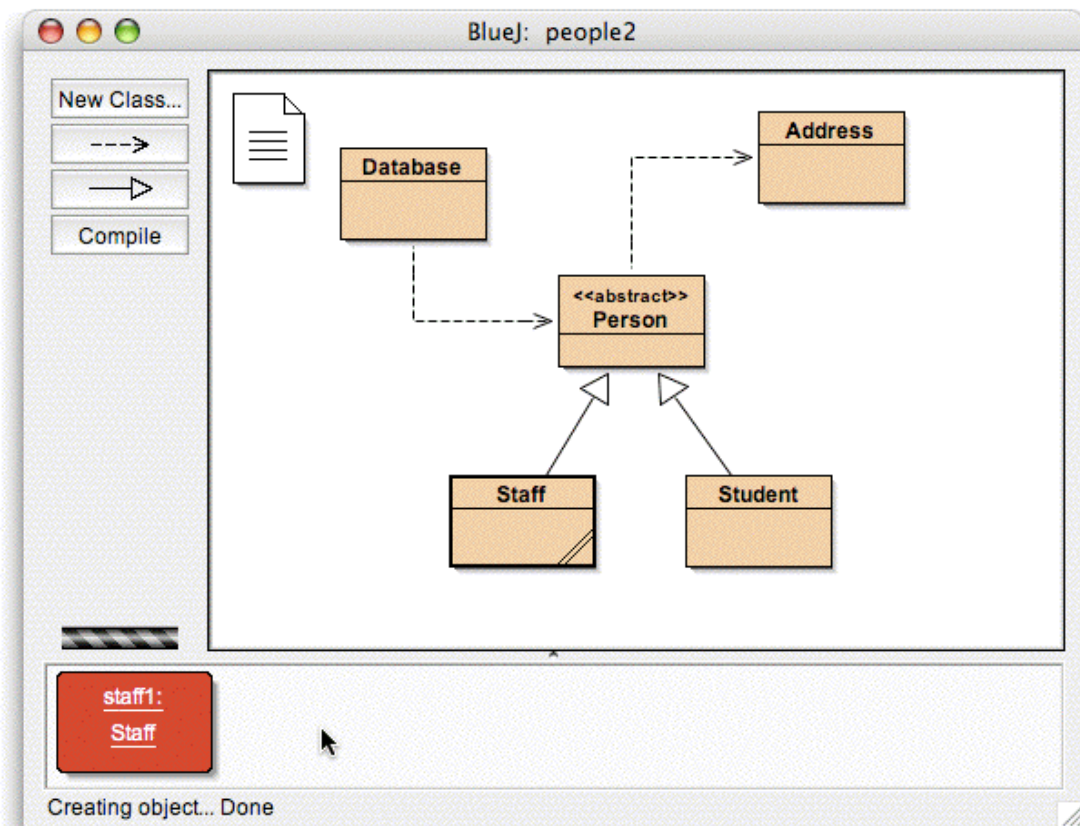 BlueJ: people2
New Class...
Compile
Database
Address
<<abstract>>
Person
Staff
Student
staff1:
Staff
Creating object... Done